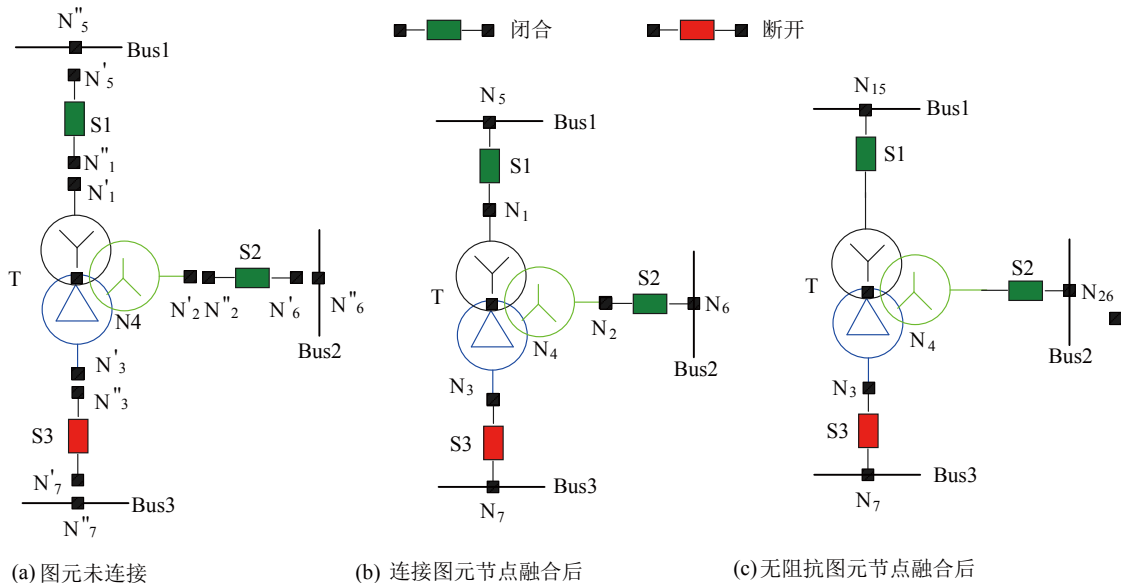 闭合
断开
N"5
Bus1
N'5
S1
N"1
N'1
T
S2
N'2 N"2 N'6 N"6
N4
Bus2
N'3
N"3
S3
N'7
Bus3
N"7
(a) 图元未连接
N5
Bus1
S1
N1
S2
T
N6
N2
N4
Bus2
N3
S3
Bus3
N7
(b) 连接图元节点融合后
N15
Bus1
S1
S2
T
N26
N4
Bus2
N3
S3
Bus3
N7
(c) 无阻抗图元节点融合后